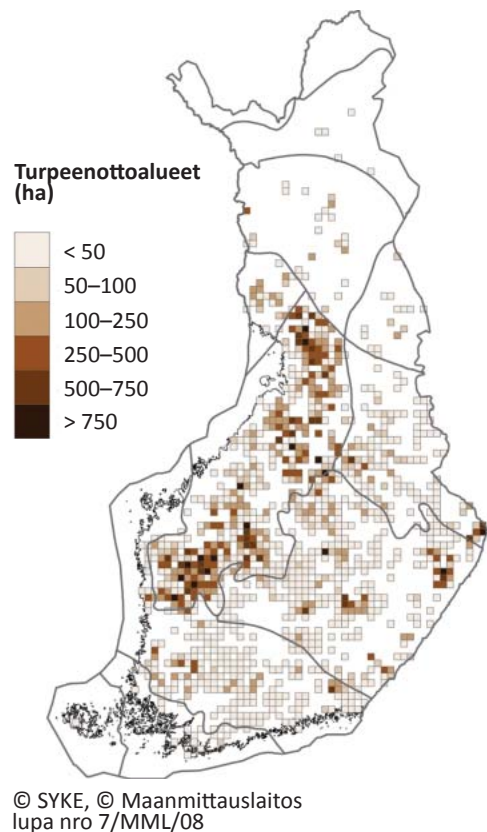 Turpeenottoalueet
(ha)
< 50
50–100
100–250
250–500
500–750
> 750
© SYKE, © Maanmittauslaitos
lupa nro 7/MML/08